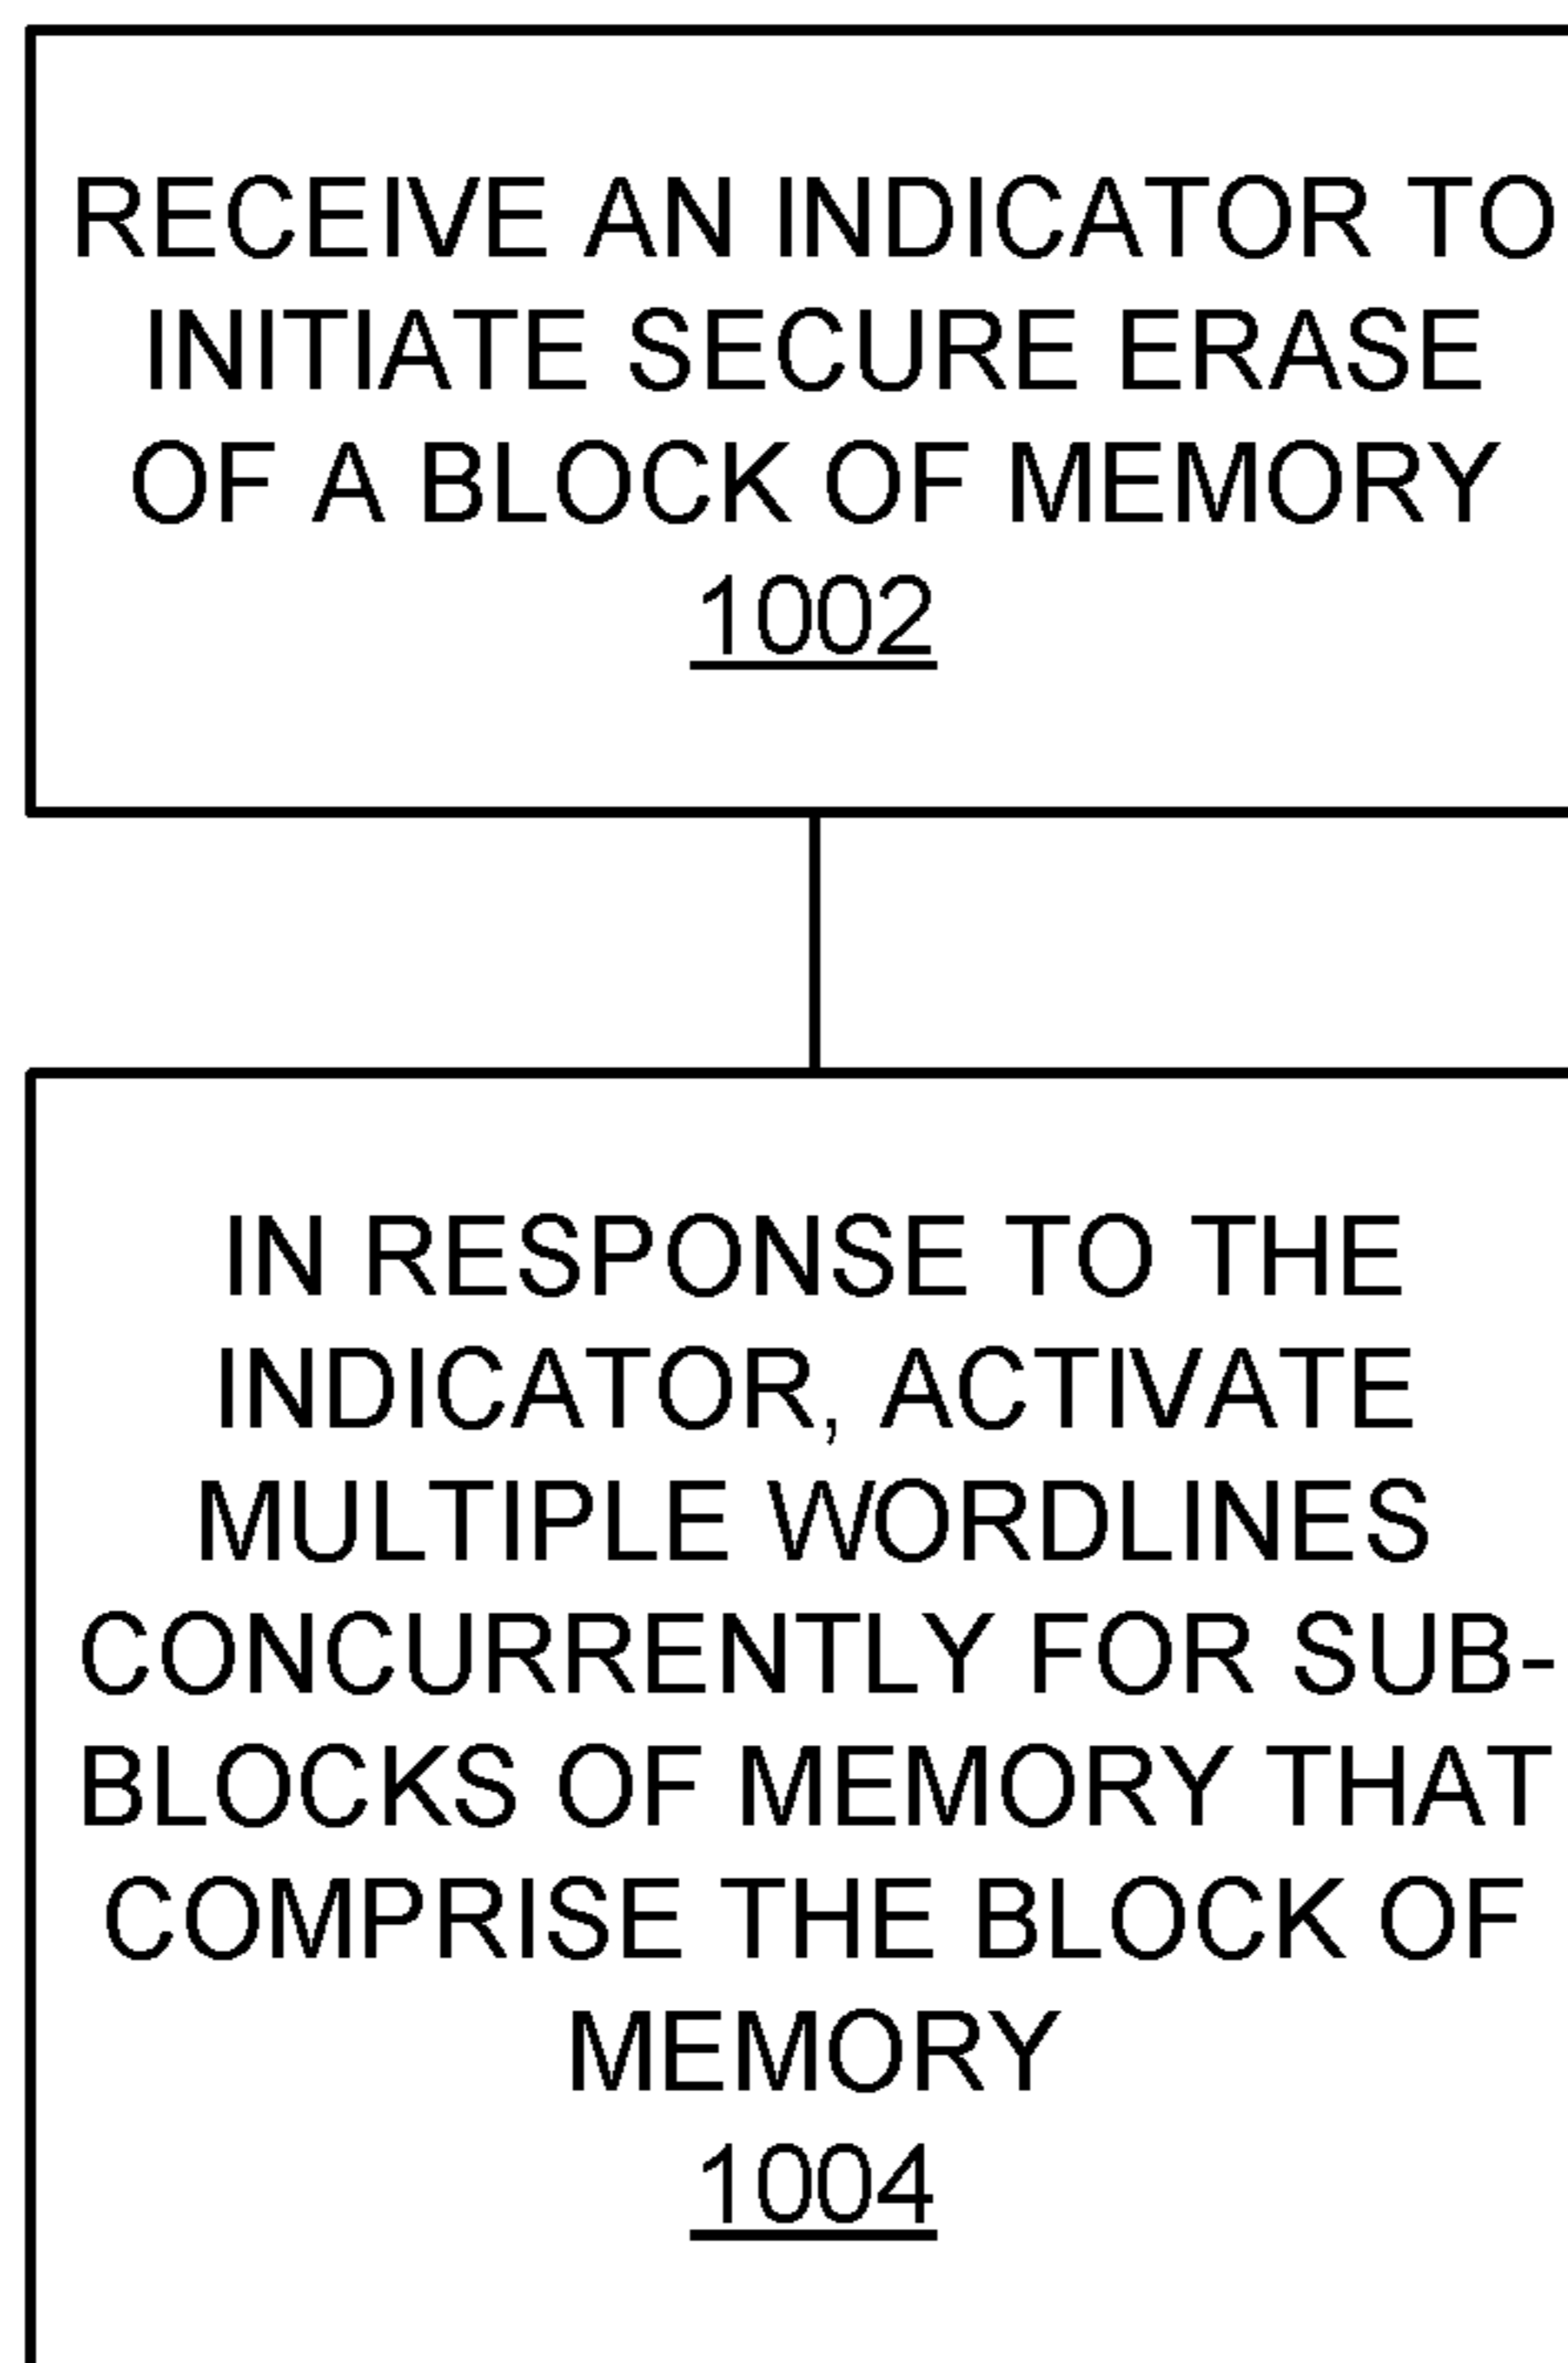 RECEIVE AN INDICATOR TO
INITIATE SECURE ERASE
OF A BLOCK OF MEMORY
1002
IN RESPONSE TO THE
INDICATOR, ACTIVATE
MULTIPLE WORDLINES
CONCURRENTLY FOR SUB-
BLOCKS OF MEMORY THAT
COMPRISE THE BLOCK OF
MEMORY
1004